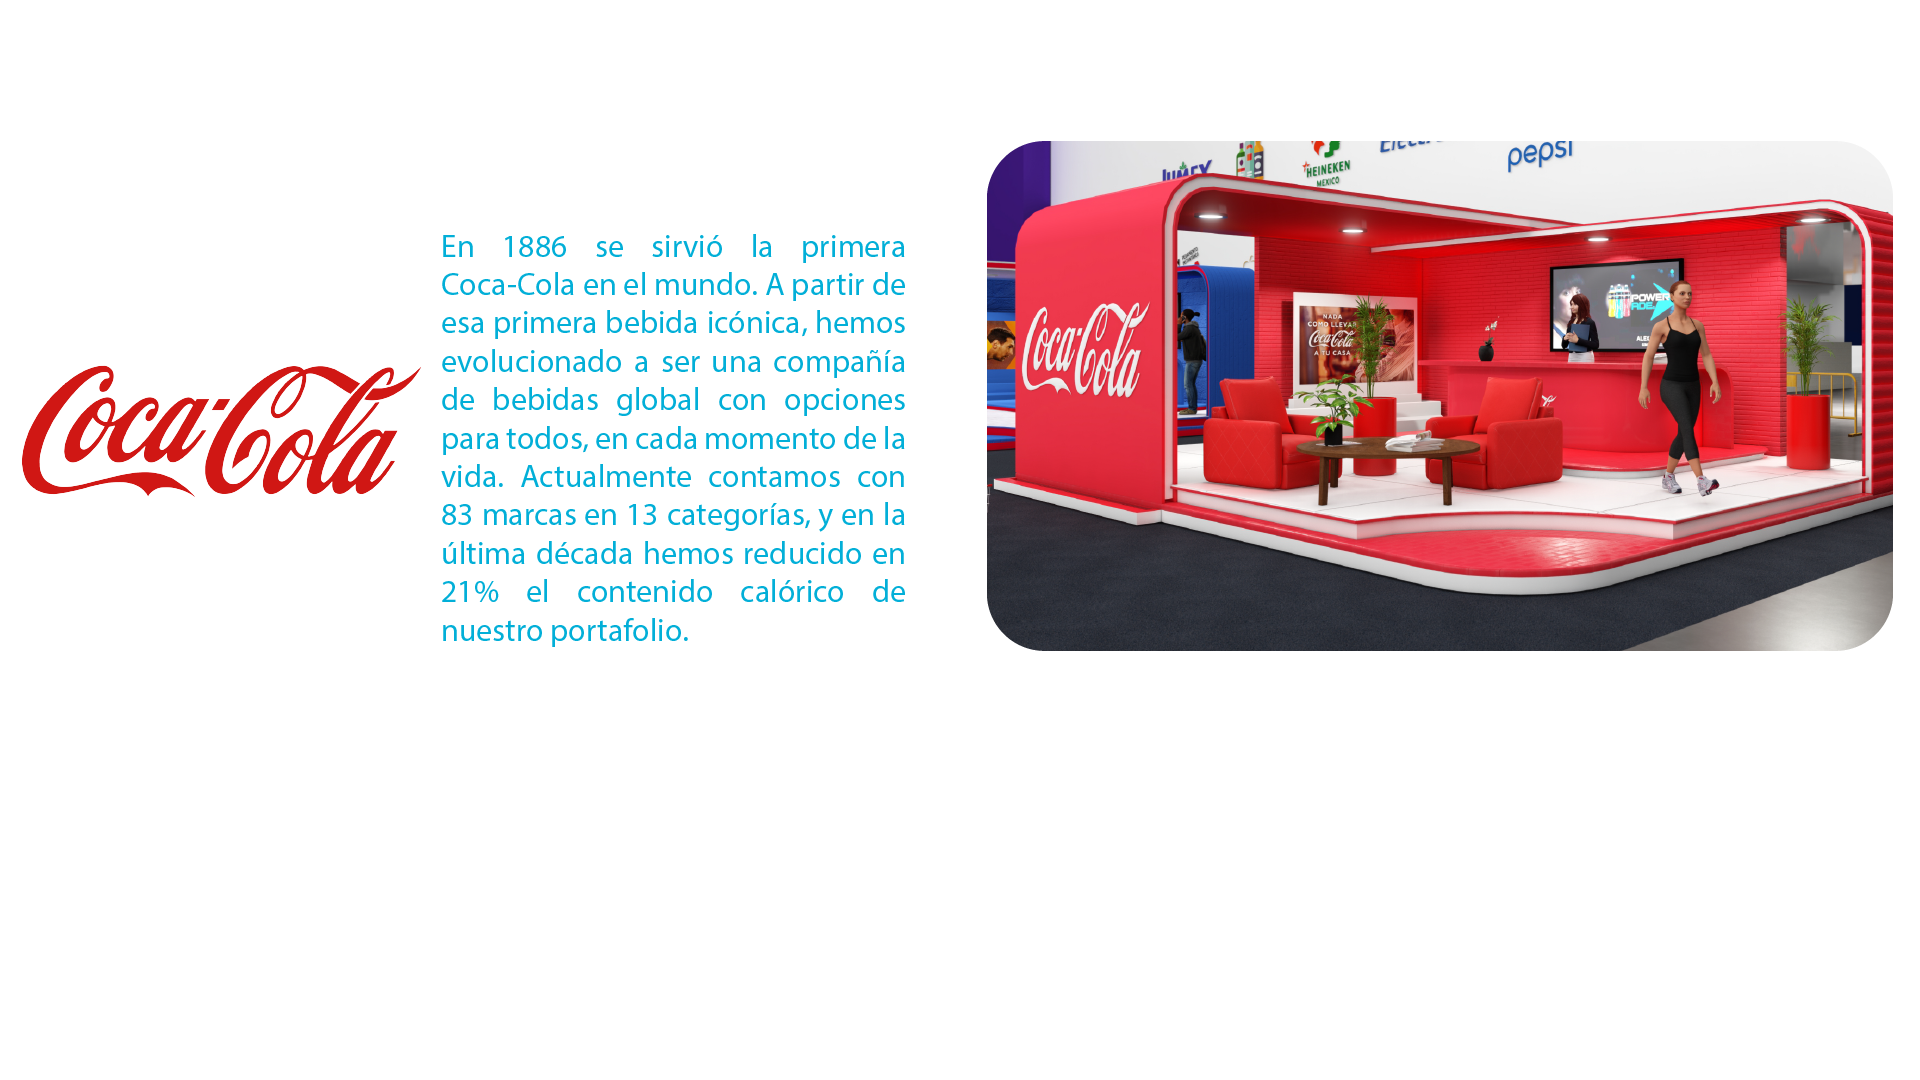 Coca-Cola
En 1886 se sirvió la primera
Coca-Cola en el mundo. A partir de
esa primera bebida icónica, hemos
evolucionado a ser una compañía
de bebidas global con opciones
para todos, en cada momento de la
vida. Actualmente contamos con
83 marcas en 13 categorías, y en la
última década hemos reducido en
21% el contenido calórico de
nuestro portafolio.
JUMEX
HEINEKEN
MEXICO
pepsi
Coca-Cola
NADA
COMO LLEVAR
Coca-Cola
A TU CASA
POWER
ADE